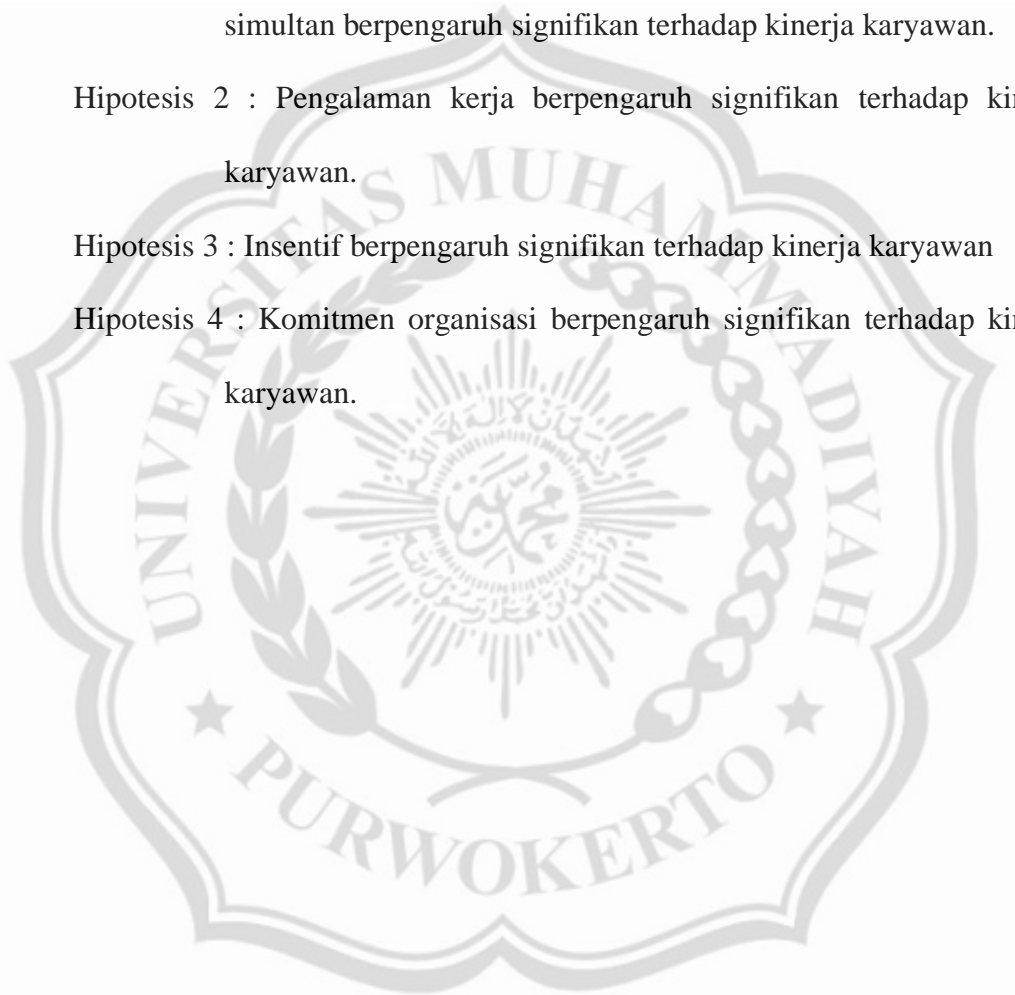 simultan berpengaruh signifikan terhadap kinerja karyawan.
Hipotesis 2 : Pengalaman kerja berpengaruh signifikan terhadap
karyawan.
Hipotesis 3 : Insentif berpengaruh signifikan terhadap kinerja karyawan
Hipotesis 4 : Komitmen organisasi berpengaruh signifikan terhadap
karyawan.
UNIVERSITAS MUHAMMADIYAH
PURWOKERTO